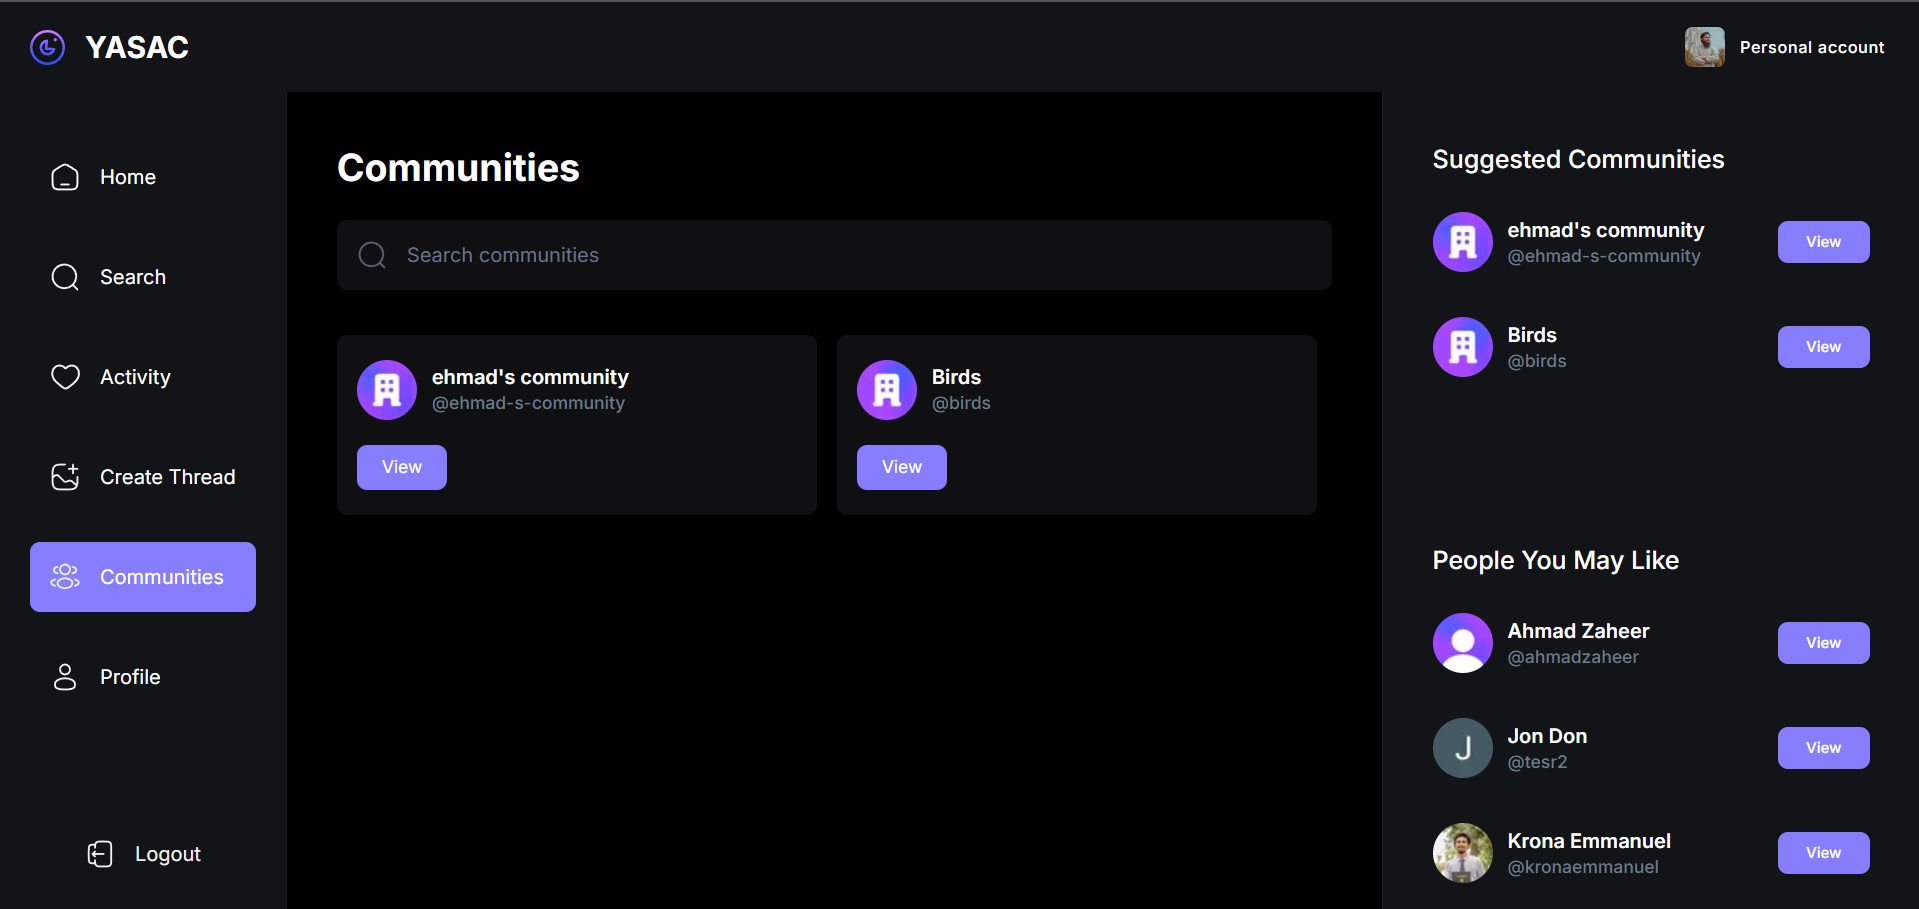 YASAC
Personal account
Home
Search
Activity
Create Thread
Communities
Profile
Logout
Communities
Search communities
ehmad's community
@ehmad-s-community
View
Birds
@birds
View
Suggested Communities
ehmad's community
@ehmad-s-community
View
Birds
@birds
View
People You May Like
Ahmad Zaheer
@ahmadzaheer
View
J
Jon Don
@tesr2
View
Krona Emmanuel
@kronaemmanuel
View